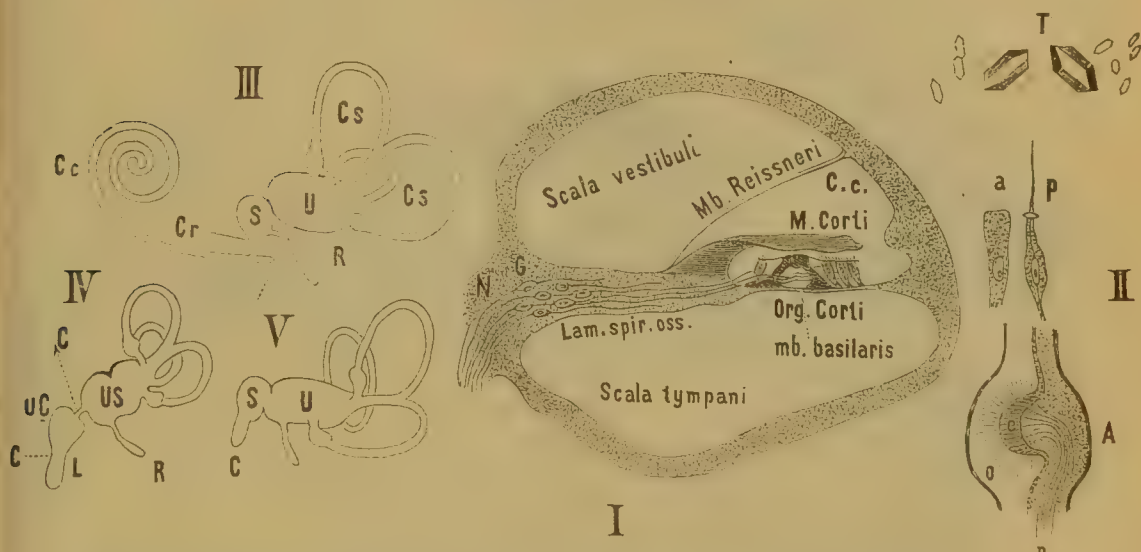 III
Cs
Cc
Cs
S
U
Cr
R
IV
C
UC
US
C
L
R
V
S
U
C
Scala vestibuli
Mb. Reissneri
C.c.
M. Corti
G
N
Lam. spir. oss.
Org. Corti
mb. basilaris
Scala tympani
I
T
a
P
II
c
A
o
n